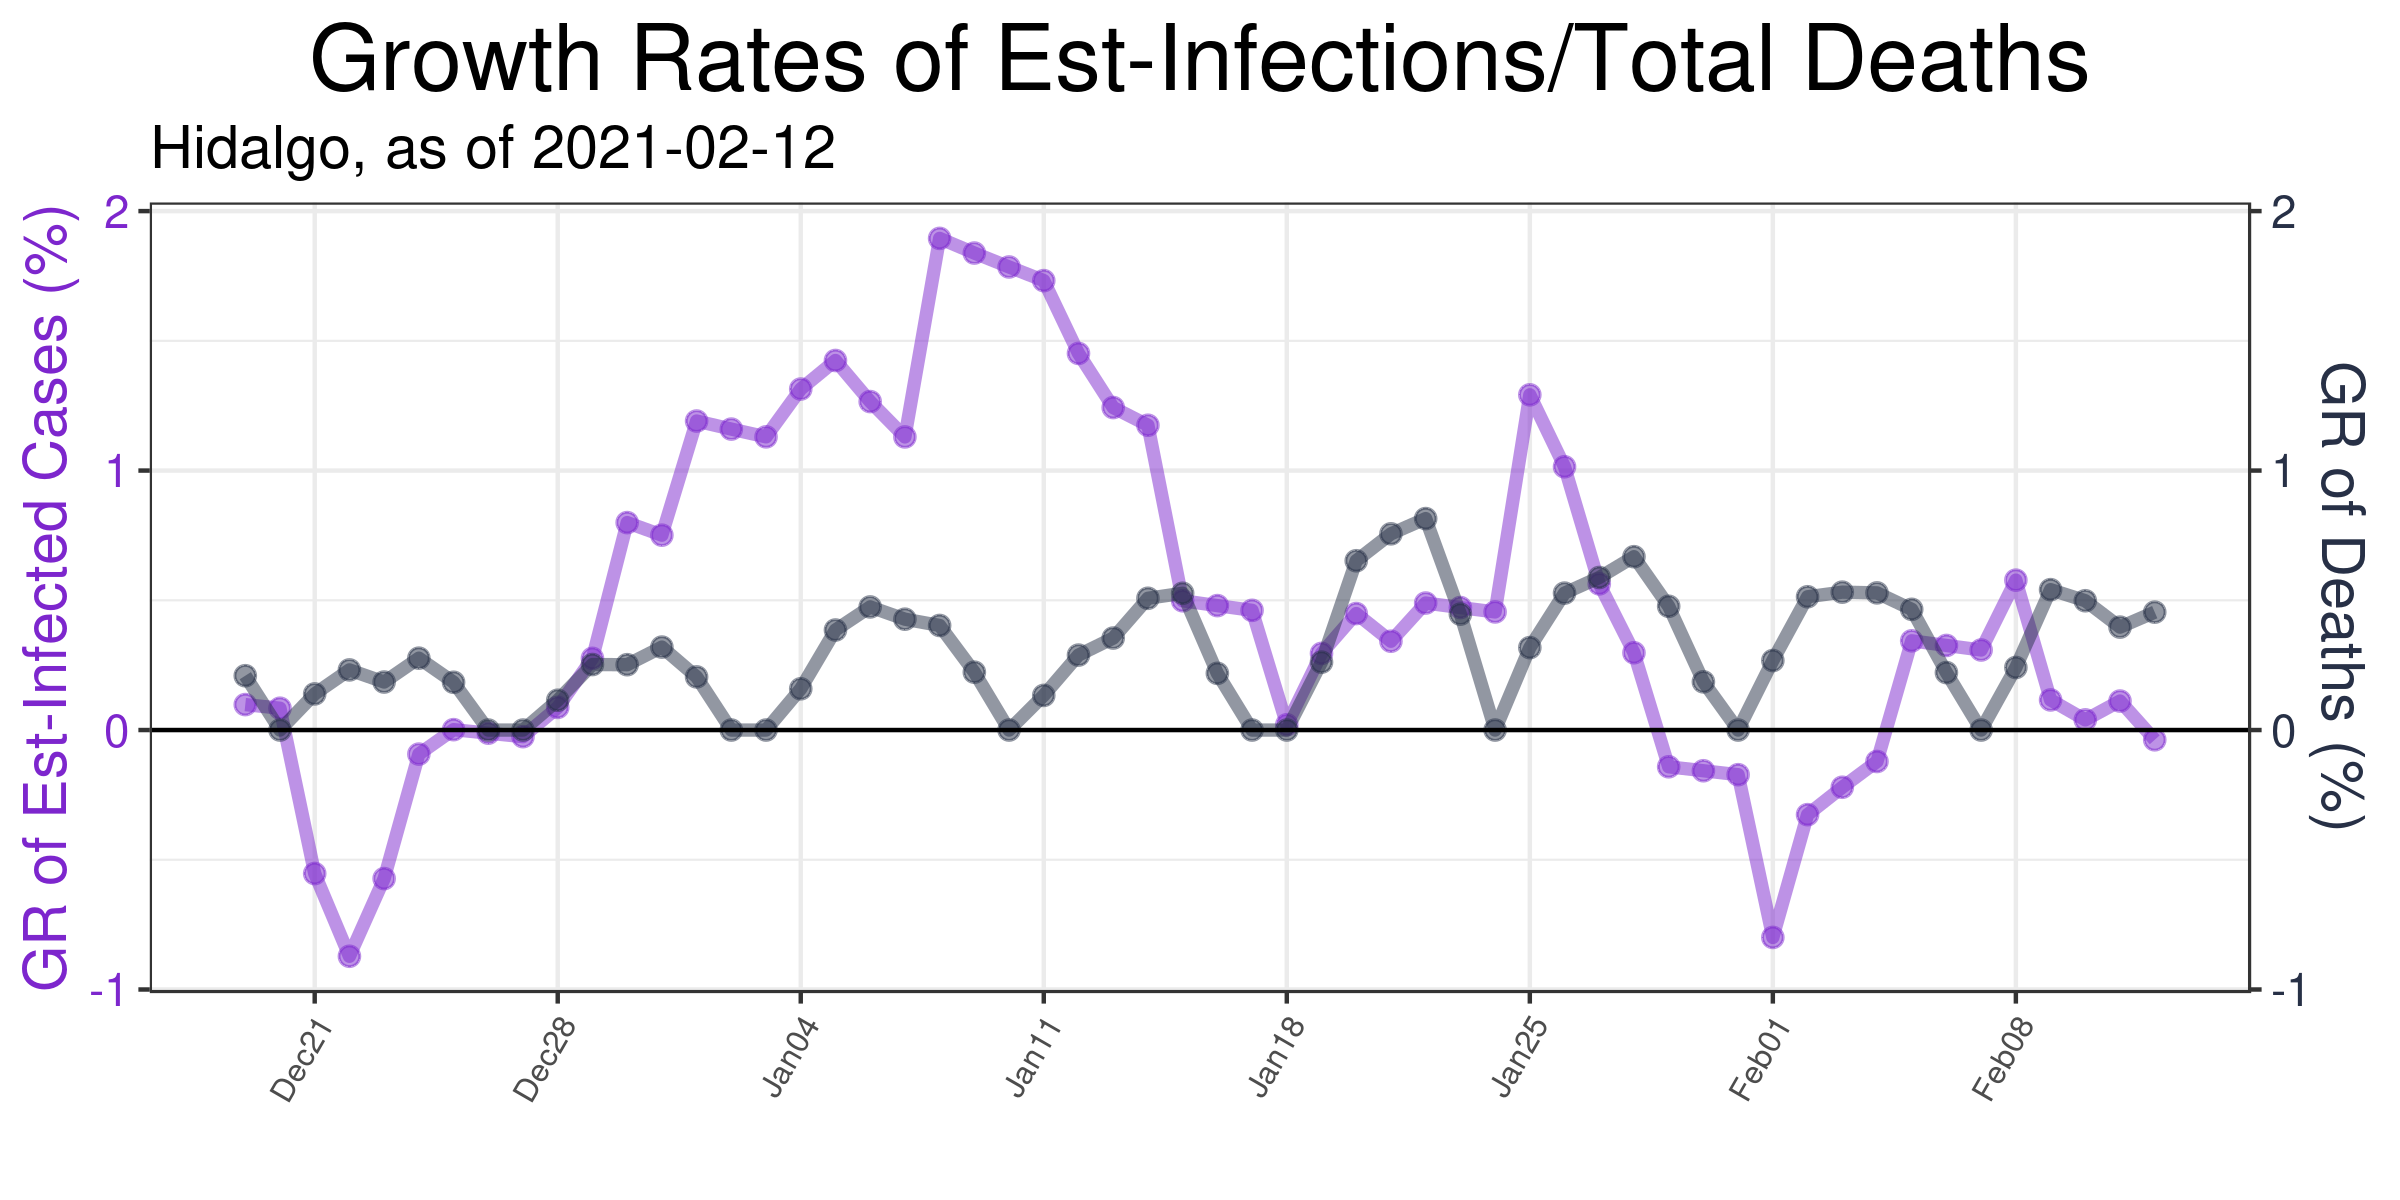 Growth Rates of Est-Infections/Total Deaths
Hidalgo, as of 2021-02-12
GR of Est-Infected Cases (%)
2
1
0
-1
2
1
0
-1
GR of Deaths (%)
Dec21
Dec28
Jan04
Jan11
Jan18
Jan25
Feb01
Feb08